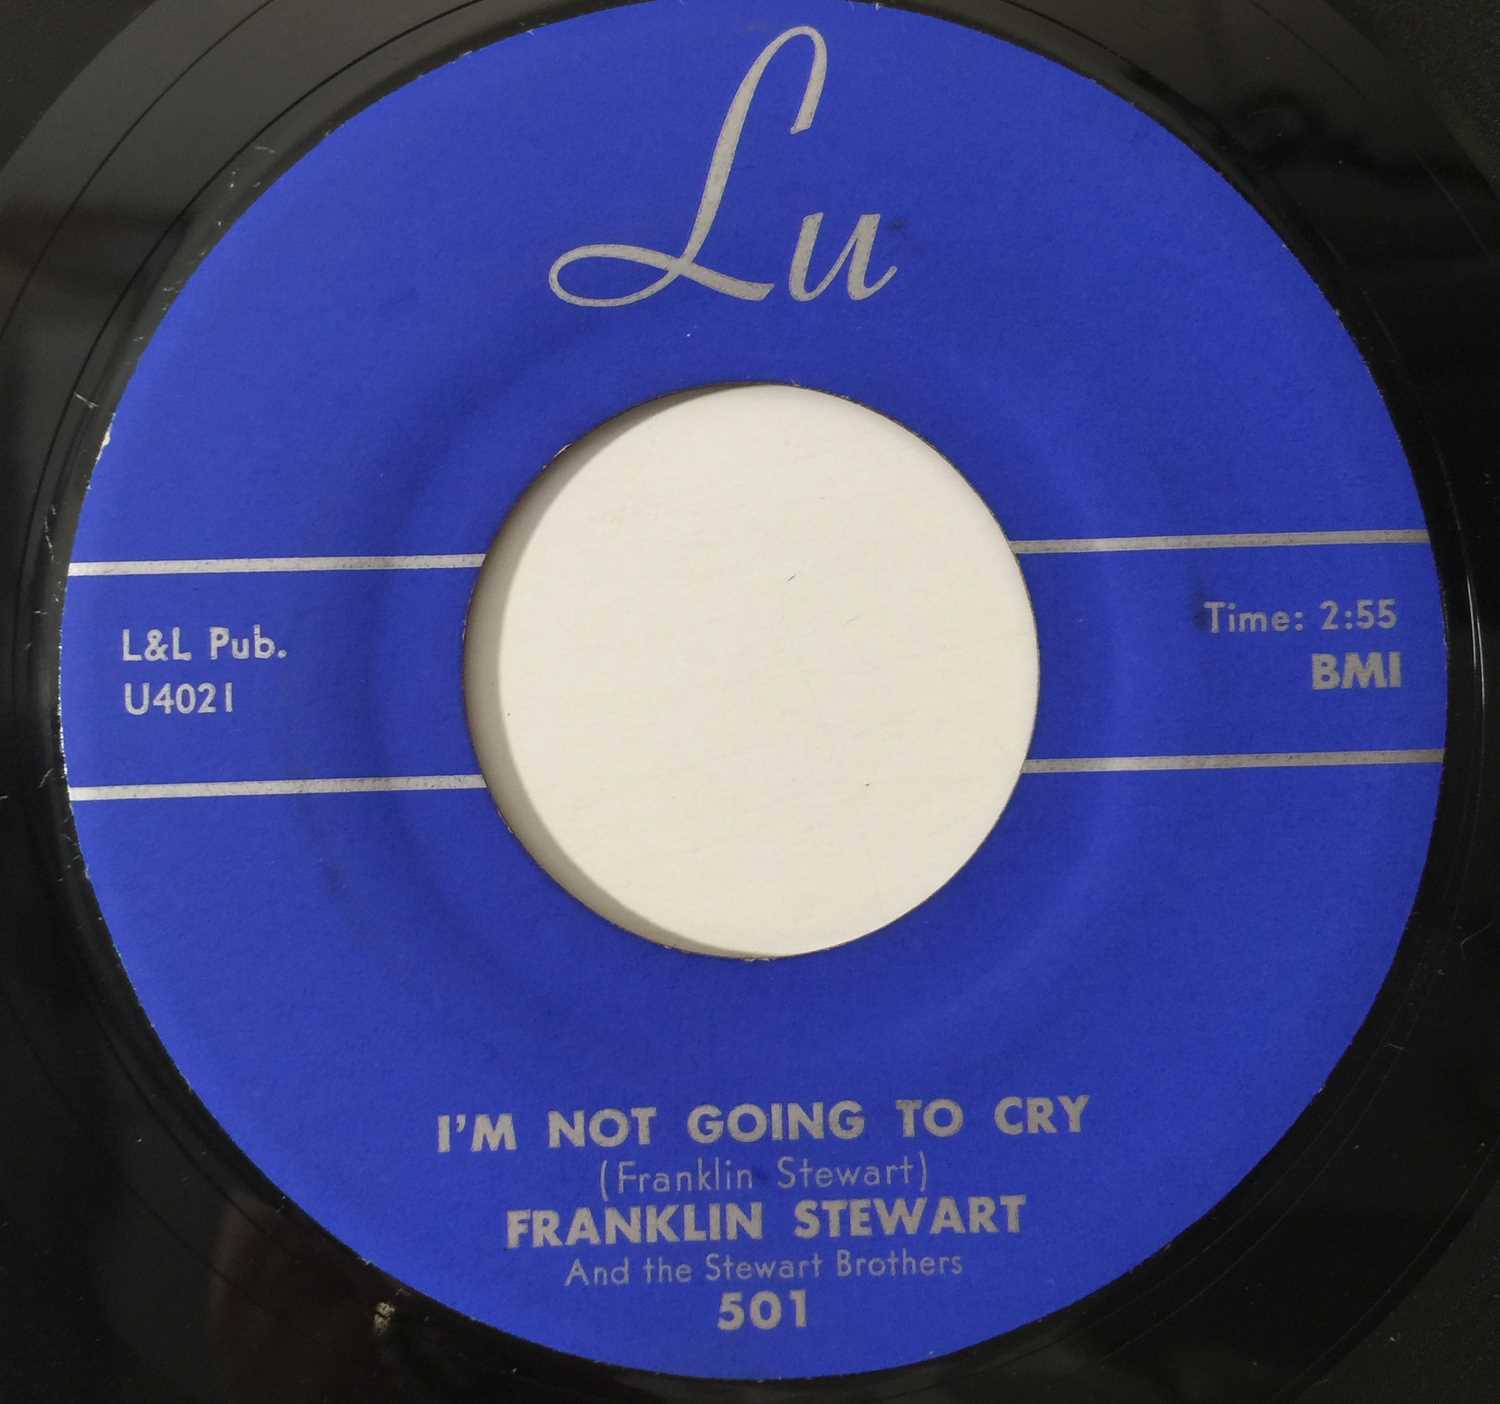 Lu
L&L Pub.
U4021
Time: 2:55
BMI
I'M NOT GOING TO CRY
(Franklin Stewart)
FRANKLIN STEWART
And the Stewart Brothers
501